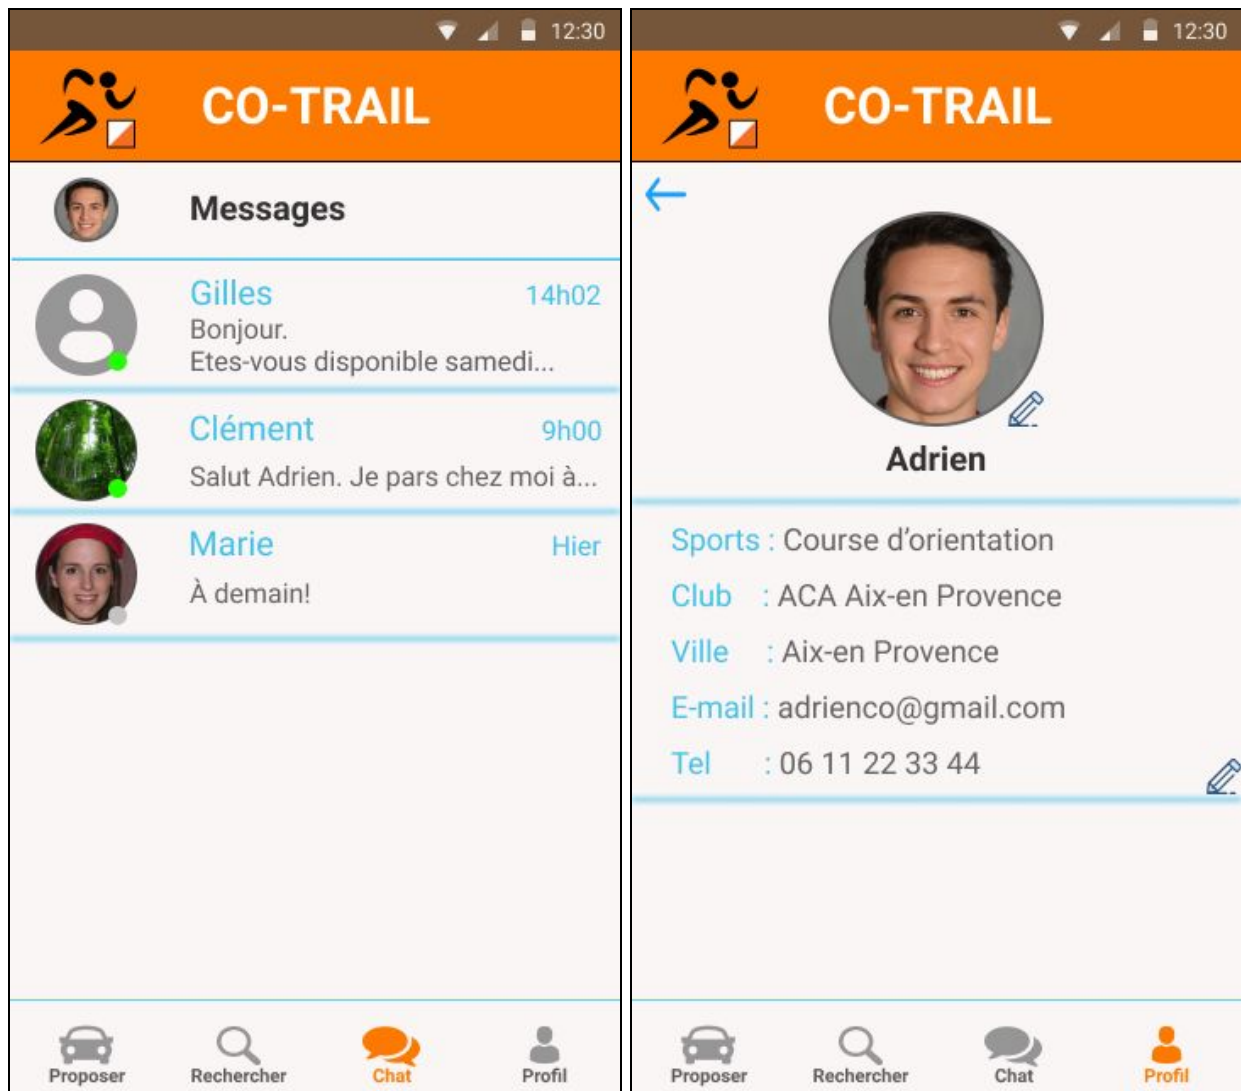 12:30
CO-TRAIL
Messages
Gilles 14h02
Bonjour.
Etes-vous disponible samedi...
Clément 9h00
Salut Adrien. Je pars chez moi à...
Marie Hier
À demain!
Proposer Rechercher Chat Profil
12:30
CO-TRAIL
Adrien
Sports : Course d'orientation
Club : ACA Aix-en Provence
Ville : Aix-en Provence
E-mail : adrienco@gmail.com
Tel : 06 11 22 33 44
Proposer Rechercher Chat Profil